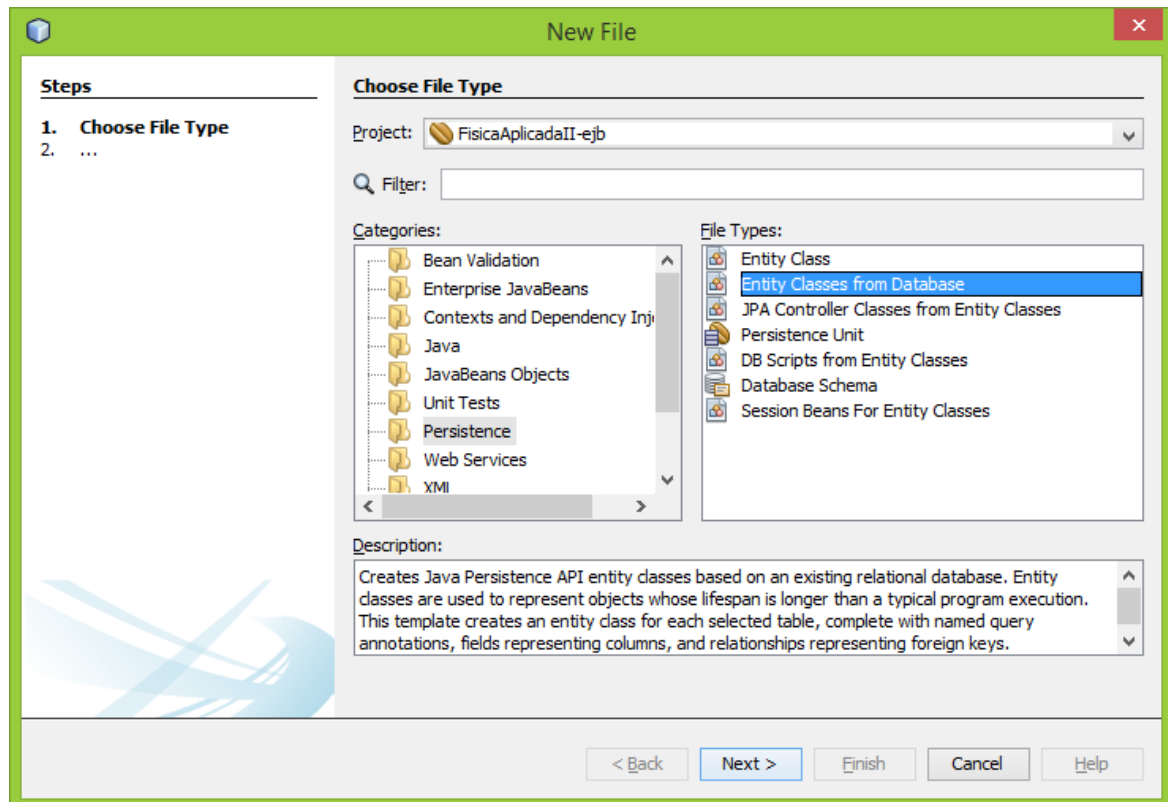 New File
Steps
1. Choose File Type
2. ...
Choose File Type
Project: FisicaAplicadaII-ejb
Filter:
Categories:
Bean Validation
Enterprise JavaBeans
Contexts and Dependency Inj
Java
JavaBeans Objects
Unit Tests
Persistence
Web Services
XML
File Types:
Entity Class
Entity Classes from Database
JPA Controller Classes from Entity Classes
Persistence Unit
DB Scripts from Entity Classes
Database Schema
Session Beans For Entity Classes
Description:
Creates Java Persistence API entity classes based on an existing relational database. Entity
classes are used to represent objects whose lifespan is longer than a typical program execution.
This template creates an entity class for each selected table, complete with named query
annotations, fields representing columns, and relationships representing foreign keys.
< Back Next > Finish Cancel Help